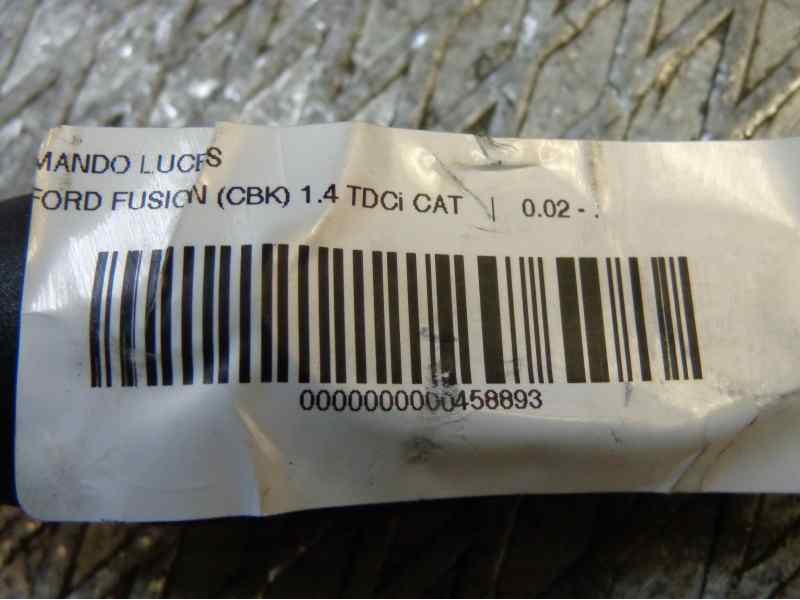 MANDO LUCES
FORD FUSION (CBK) 1.4 TDCi CAT | 0.02 - .
0000000000458893